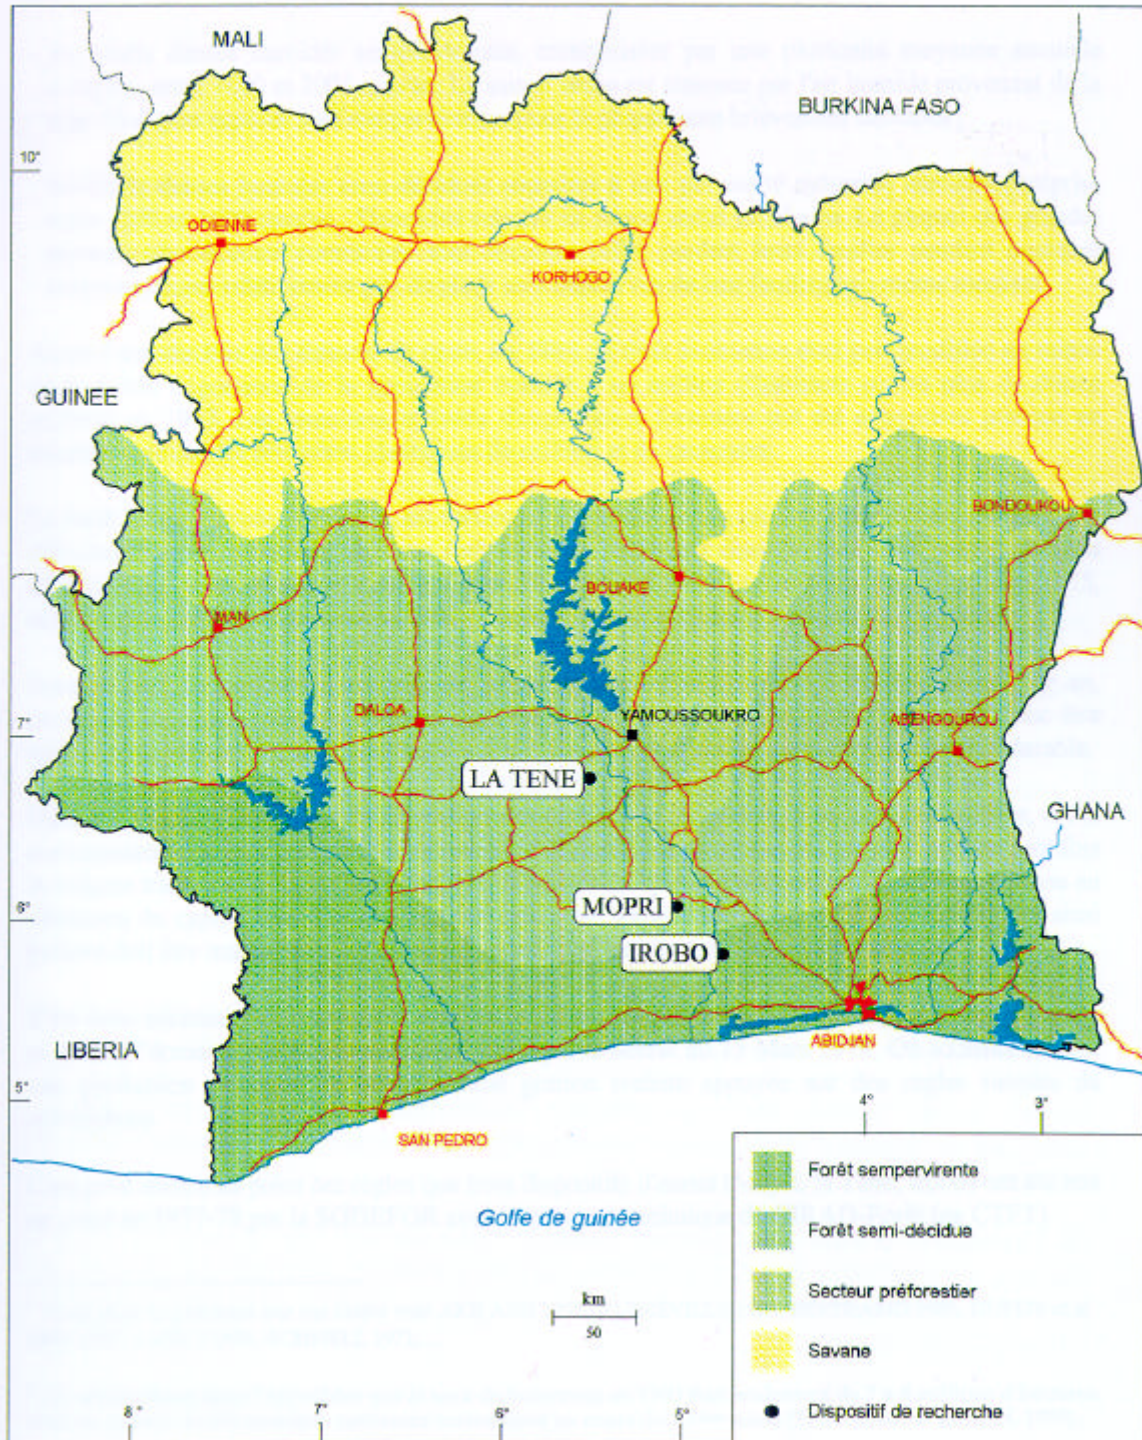 MALI
BURKINA FASO
10°
ODIENNE
KORHOGO
GUINEE
BONDOUKOU
BOUAKE
MAN
DALOA
YAMOUSSOUKRO
ABENGOUROU
7°
LA TENE
GHANA
MOPRI
6°
IROBO
LIBERIA
ABIDJAN
5°
4°
3°
SAN PEDRO
Forêt sempervirente
Golfe de guinée
Forêt semi-décidue
Secteur préforestier
km
50
Savane
Dispositif de recherche
8°
7°
6°
5°